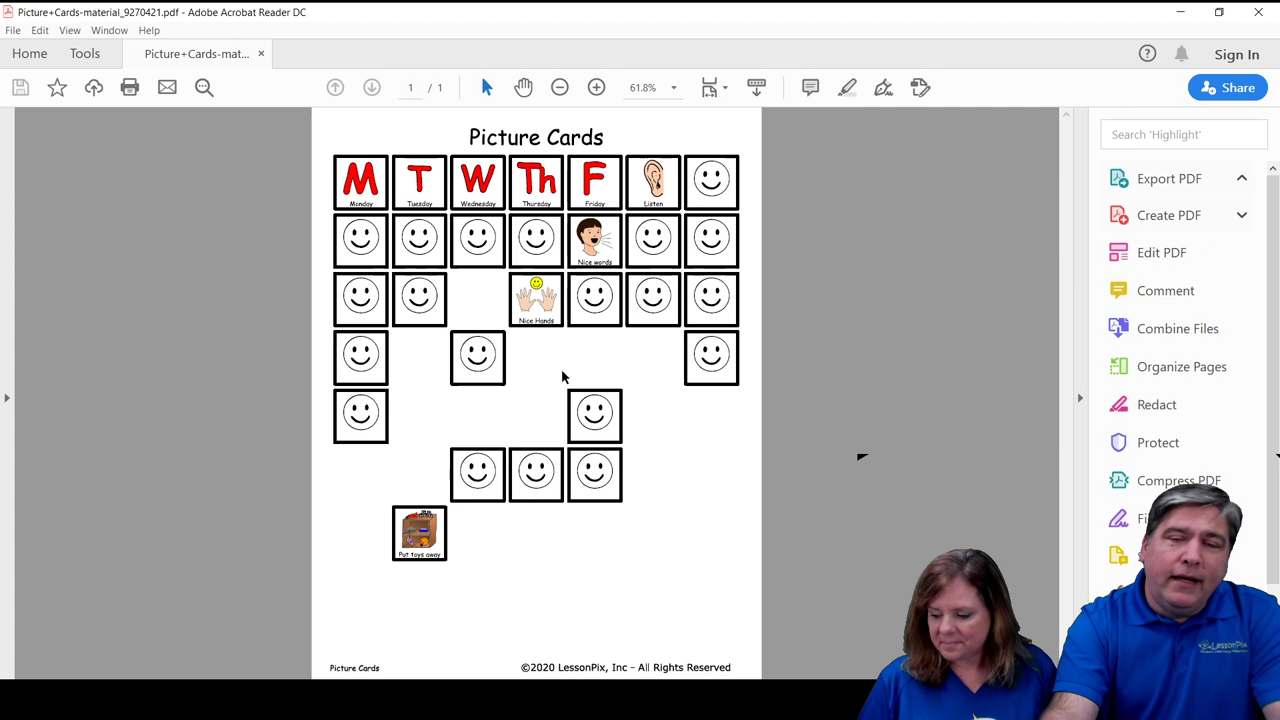 Picture+Cards-material_9270421.pdf - Adobe Acrobat Reader DC
File Edit View Window Help
Home Tools Picture+Cards-mat... × Sign In
1 / 1 61.8% Share
Picture Cards
M T W Th F
Monday Tuesday Wednesday Thursday Friday Listen
Nice words
Nice Hands
Put toys away
Picture Cards ©2020 LessonPix, Inc - All Rights Reserved
Search 'Highlight'
Export PDF
Create PDF
Edit PDF
Comment
Combine Files
Organize Pages
Redact
Protect
Compress PDF
LessonPix